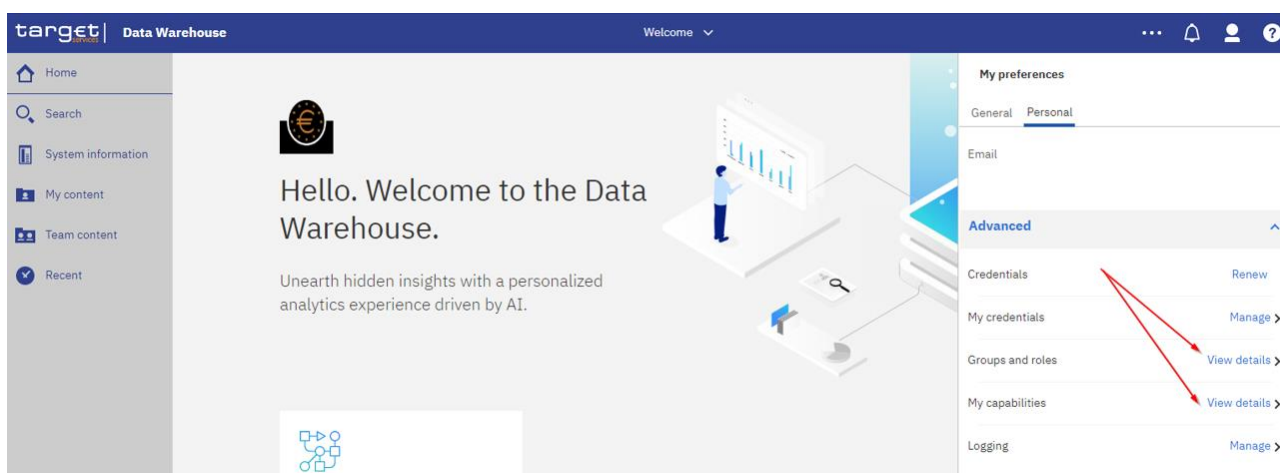 target
services
Data Warehouse
Welcome
?
Home
Search
System information
My content
Team content
Recent
€
Hello. Welcome to the Data
Warehouse.
Unearth hidden insights with a personalized
analytics experience driven by AI.
My preferences
General Personal
Email
Advanced
Credentials Renew
My credentials Manage
Groups and roles View details
My capabilities View details
Logging Manage